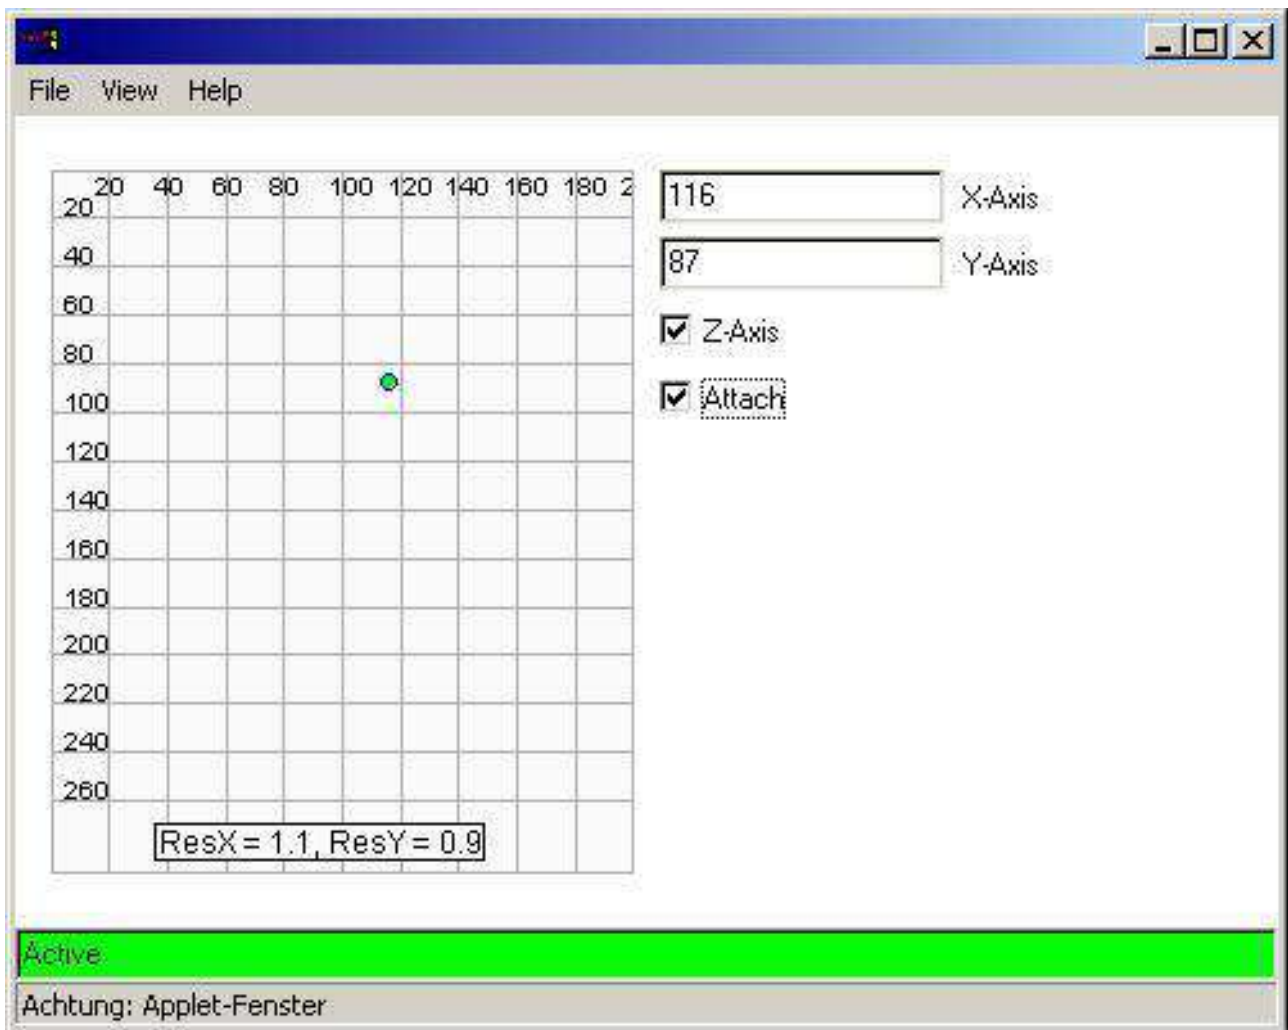 File View Help
20 40 60 80 100 120 140 160 180 2
20
40
60
80
100
120
140
160
180
200
220
240
260
ResX = 1.1, ResY = 0.9
116 X-Axis
87 Y-Axis
Z-Axis
Attach
Active
Achtung: Applet-Fenster